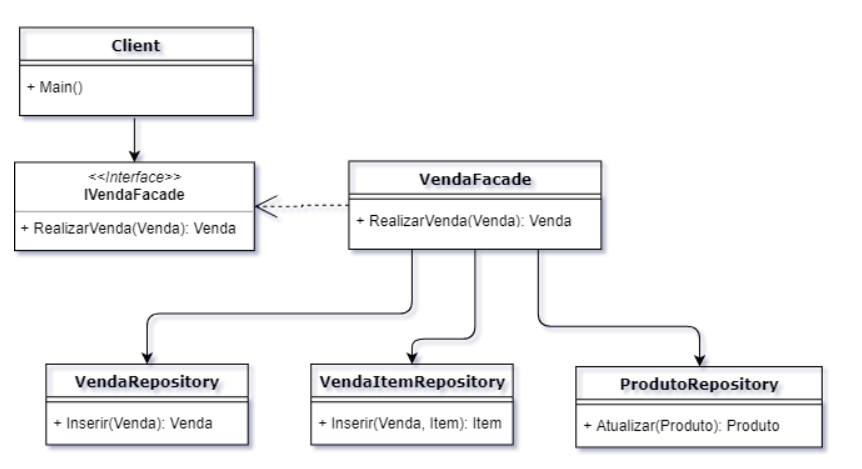 Client
+ Main()
<<Interface>>
IVendaFacade
+ RealizarVenda(Venda): Venda
VendaFacade
+ RealizarVenda(Venda): Venda
VendaRepository
+ Inserir(Venda): Venda
VendaItemRepository
+ Inserir(Venda, Item): Item
ProdutoRepository
+ Atualizar(Produto): Produto